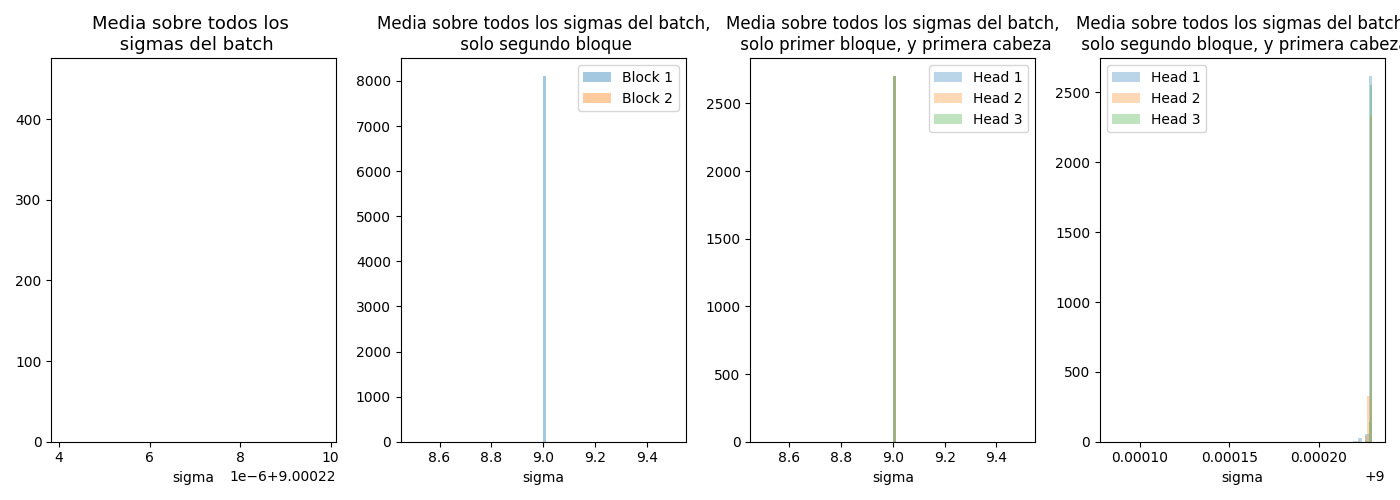 Media sobre todos los
sigmas del batch
400
300
200
100
0
4 6 8 10
1e−6+9.00022
sigma
Media sobre todos los sigmas del batch,
solo segundo bloque
Block 1
Block 2
8000
7000
6000
5000
4000
3000
2000
1000
0
8.6 8.8 9.0 9.2 9.4
sigma
Media sobre todos los sigmas del batch,
solo primer bloque, y primera cabeza
Head 1
Head 2
Head 3
2500
2000
1500
1000
500
0
8.6 8.8 9.0 9.2 9.4
sigma
Media sobre todos los sigmas del batch
solo segundo bloque, y primera cabeza
Head 1
Head 2
Head 3
2500
2000
1500
1000
500
0
0.00010 0.00015 0.00020
+9
sigma